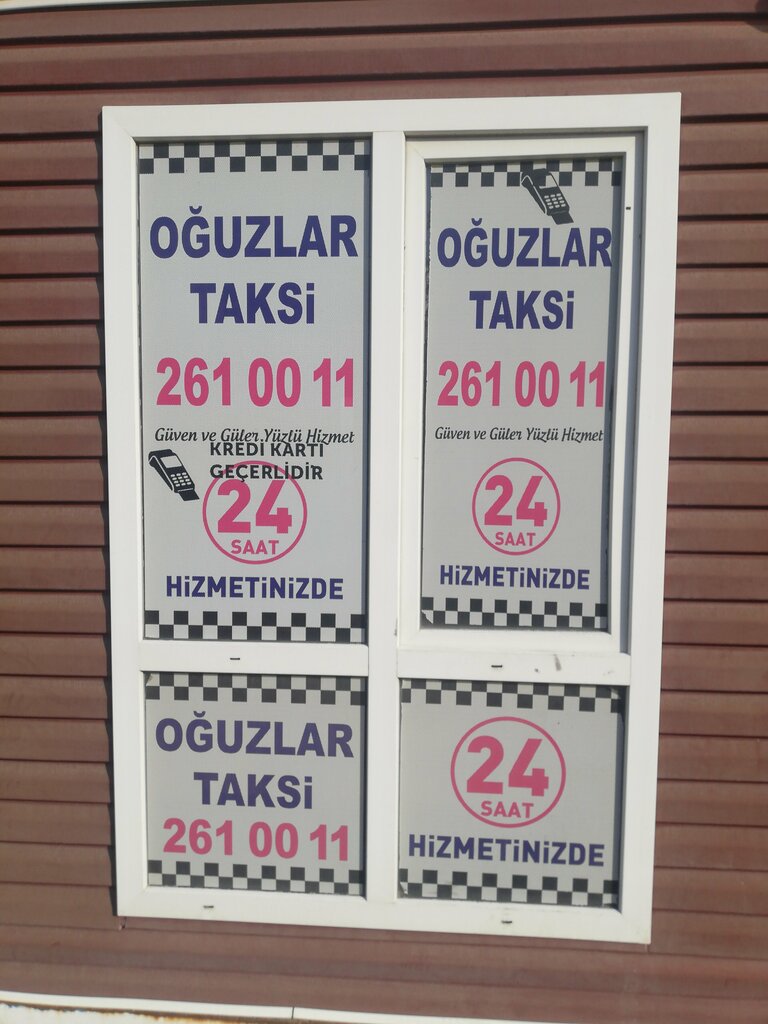 OĞUZLAR
TAKSi
261 00 11
Güven ve Güler Yüzlü Hizmet
KREDİ KARTI
GEÇERLİDİR
24
SAAT
HiZMETiNiZDE
OĞUZLAR
TAKSi
261 00 11
Güven ve Güler Yüzlü Hizmet
24
SAAT
HiZMETiNiZDE
OĞUZLAR
TAKSi
261 00 11
24
SAAT
HiZMETiNiZDE